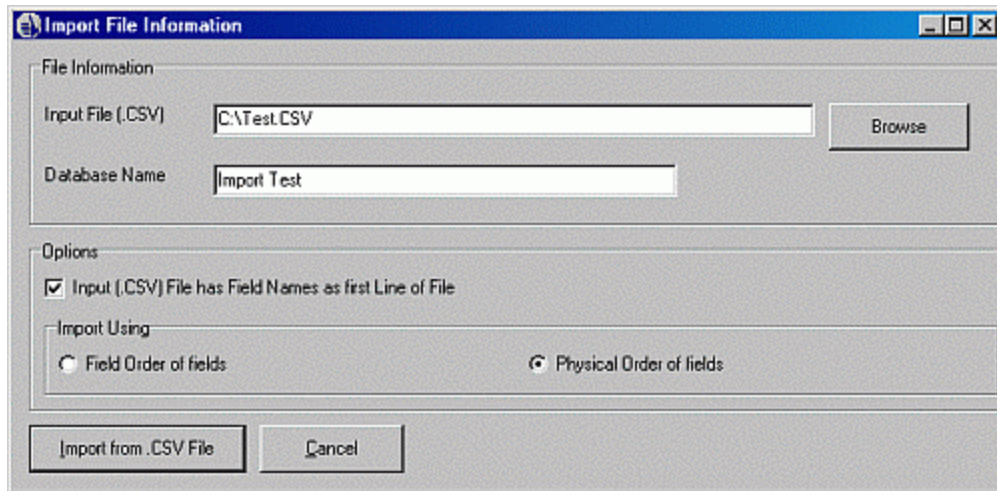 Import File Information
File Information
Input File (.CSV)
C:\Test.CSV
Browse
Database Name
Import Test
Options
Input (.CSV) File has Field Names as first Line of File
Import Using
Field Order of fields
Physical Order of fields
Import from .CSV File
Cancel